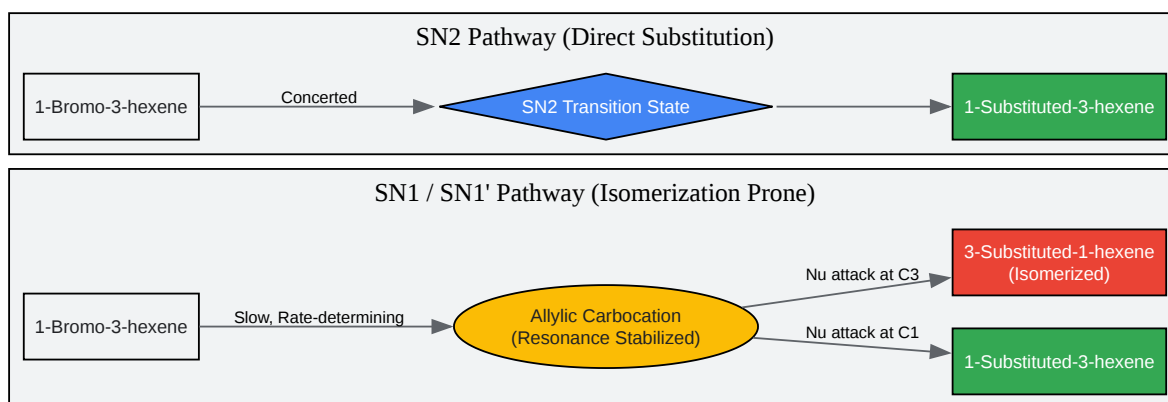 SN2 Pathway (Direct Substitution)
1-Bromo-3-hexene
Concerted
SN2 Transition State
1-Substituted-3-hexene
SN1 / SN1' Pathway (Isomerization Prone)
1-Bromo-3-hexene
Slow, Rate-determining
Allylic Carbocation
(Resonance Stabilized)
Nu attack at C3
3-Substituted-1-hexene
(Isomerized)
Nu attack at C1
1-Substituted-3-hexene